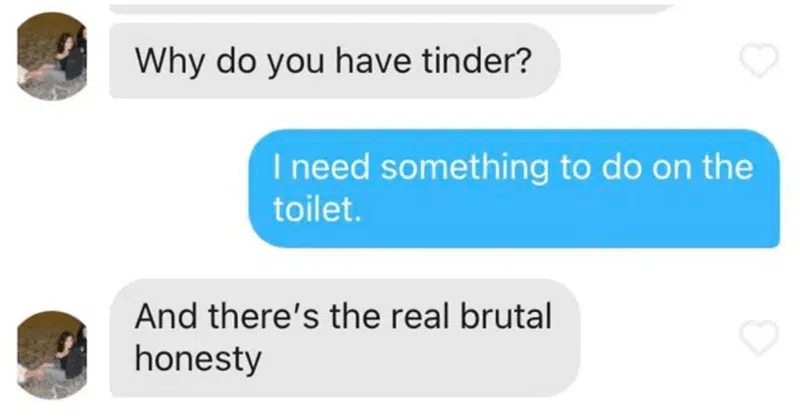 Why do you have tinder?
I need something to do on the
toilet.
And there's the real brutal
honesty